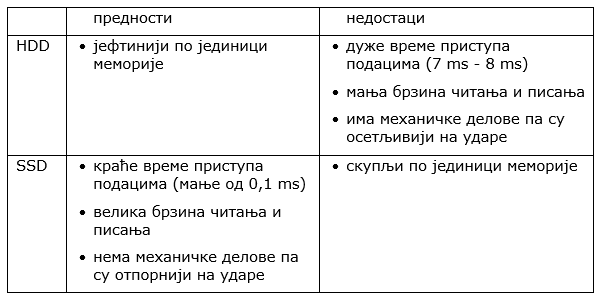 предности недостаци
HDD
• јефтинији по јединици
меморије
• дуже време приступа
подацима (7 ms - 8 ms)
• мања брзина читања и писања
• има механичке делове па су
осетљивији на ударе
SSD
• краће време приступа
подацима (мање од 0,1 ms)
• велика брзина читања и
писања
• нема механичке делове па
су отпорнији на ударе
• скупљи по јединици меморије